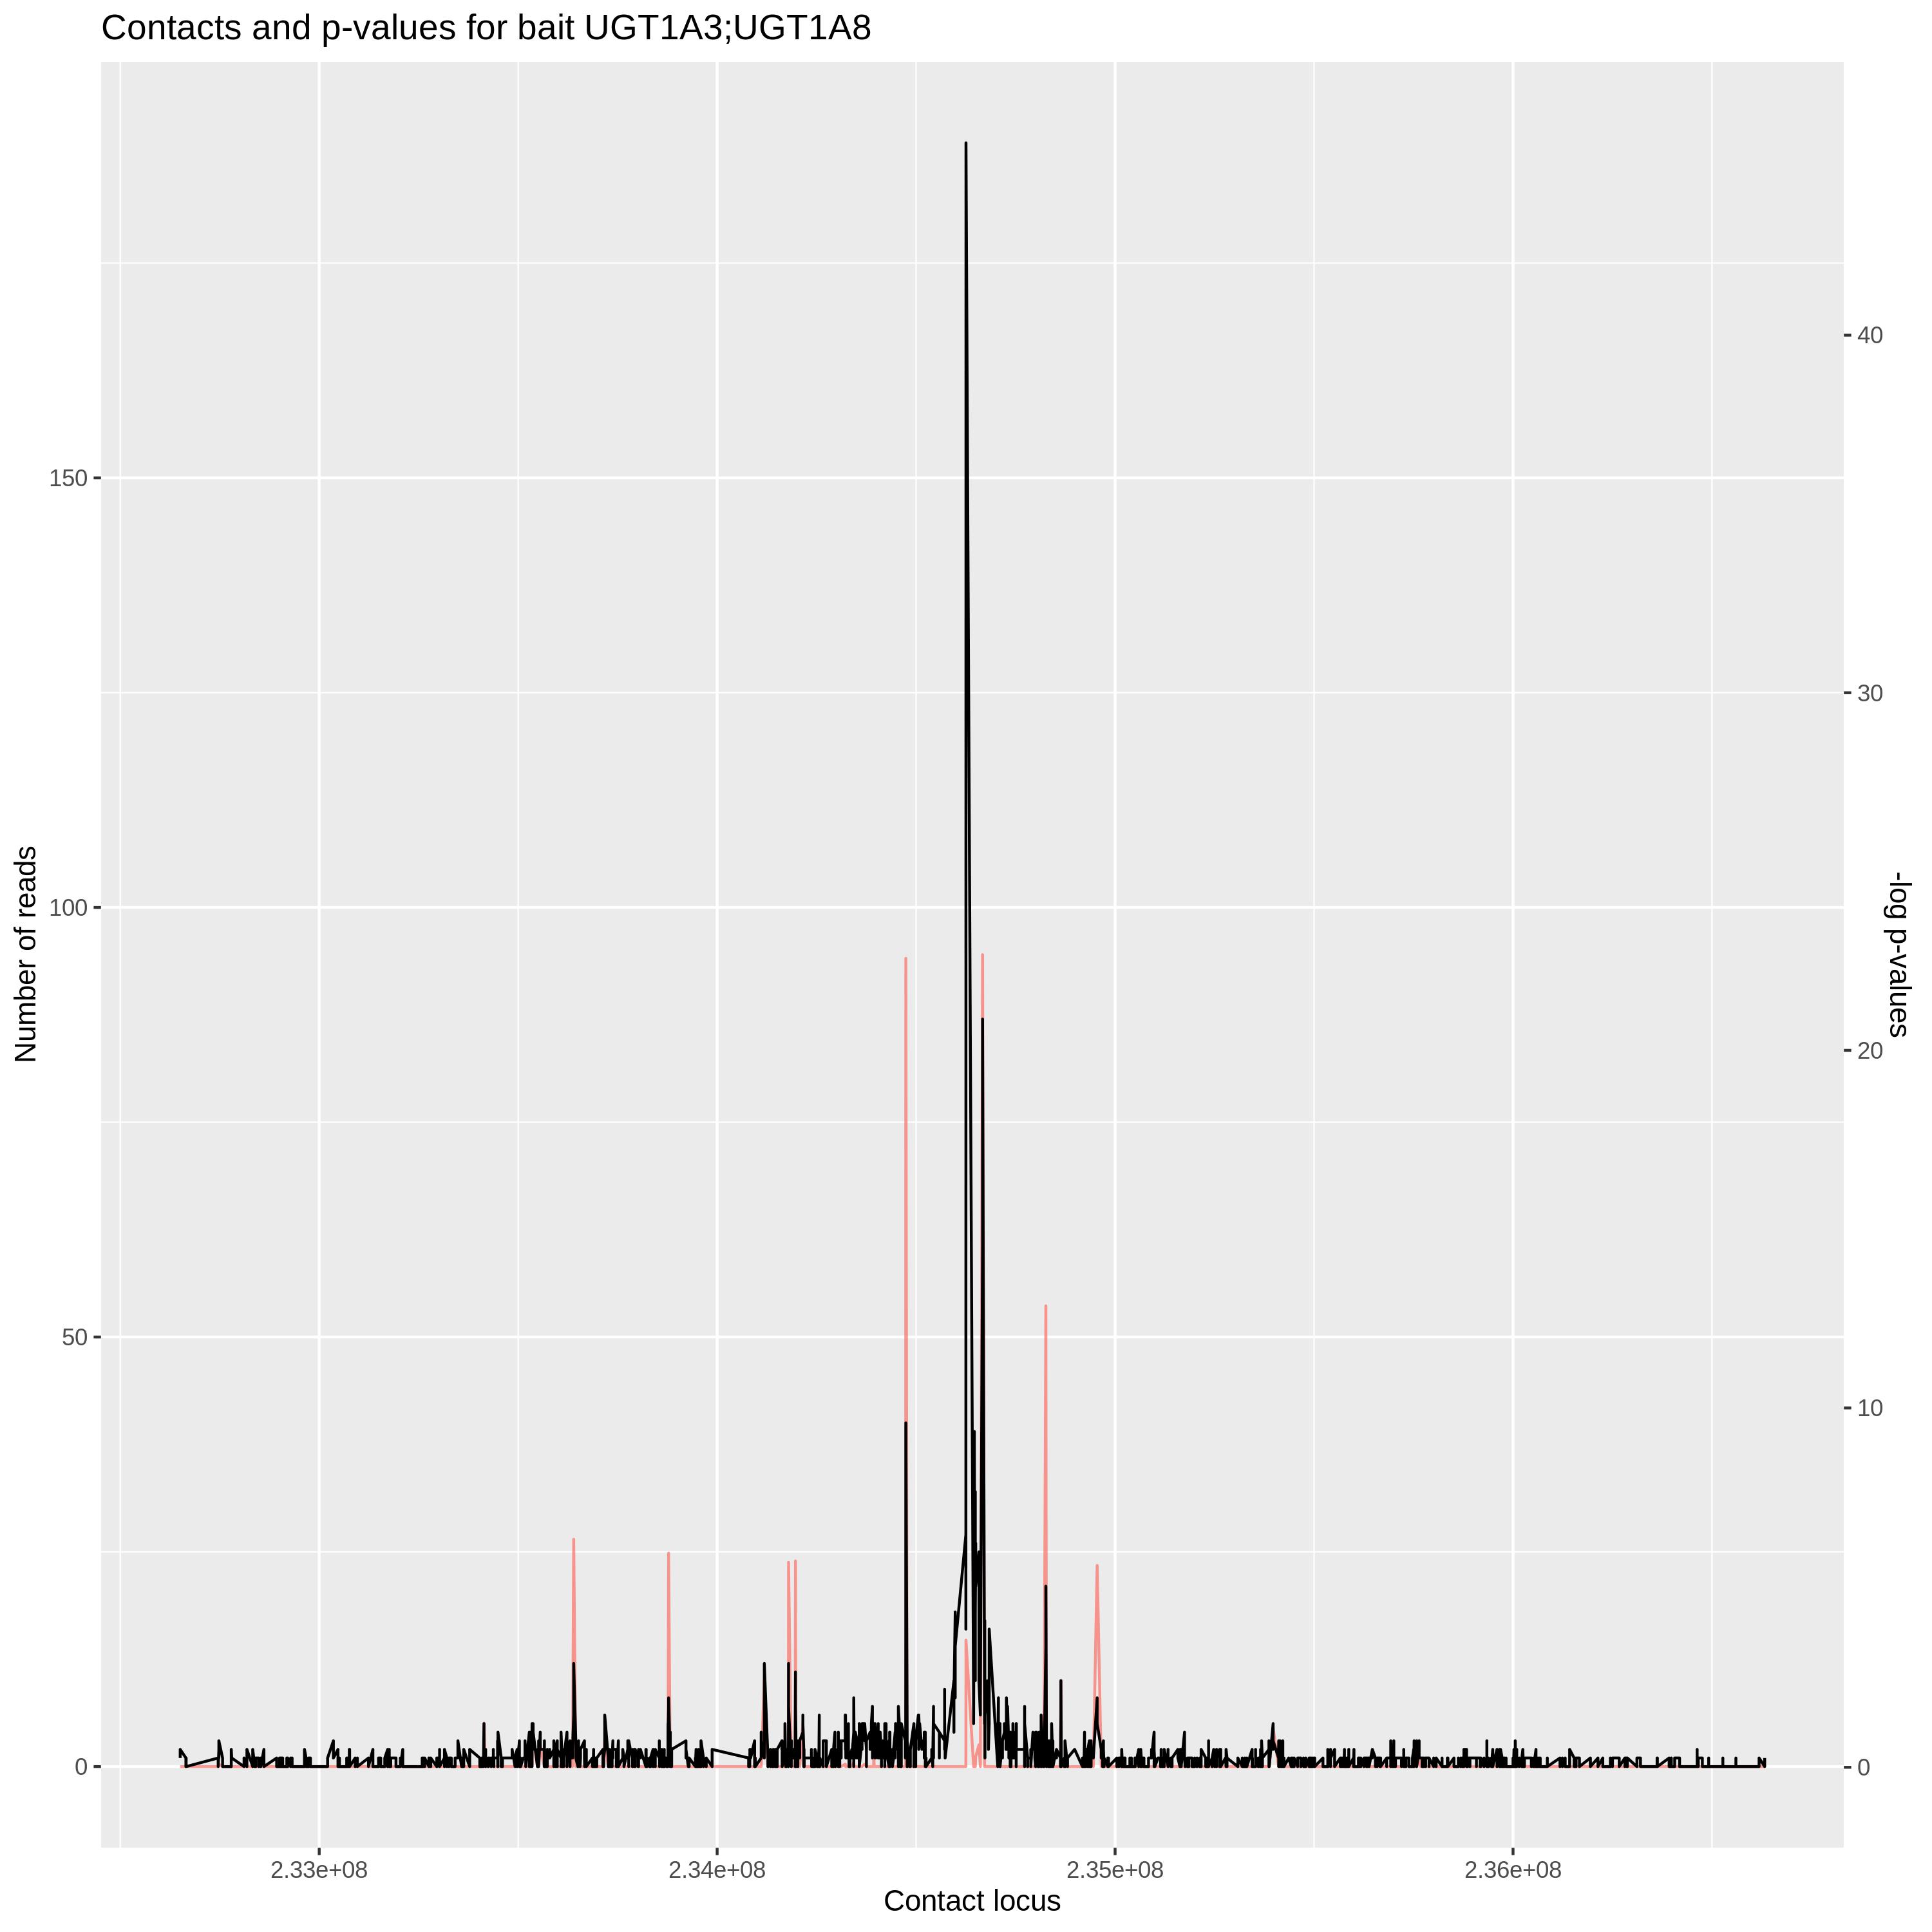 Contacts and p-values for bait UGT1A3;UGT1A8
Number of reads
150
100
50
0
40
30
20
10
0
-log p-values
2.33e+08
2.34e+08
2.35e+08
2.36e+08
Contact locus